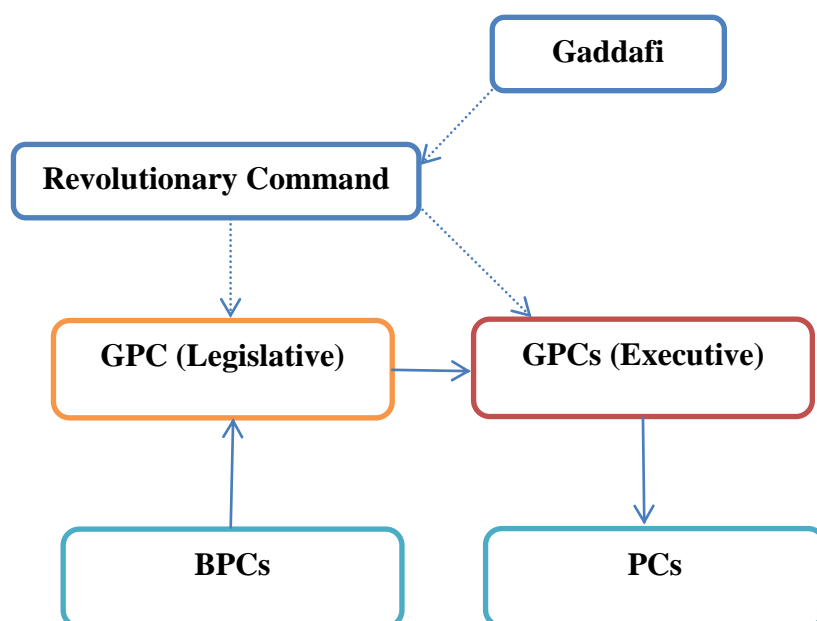 Gaddafi
Revolutionary Command
GPC (Legislative)
GPCs (Executive)
BPCs
PCs